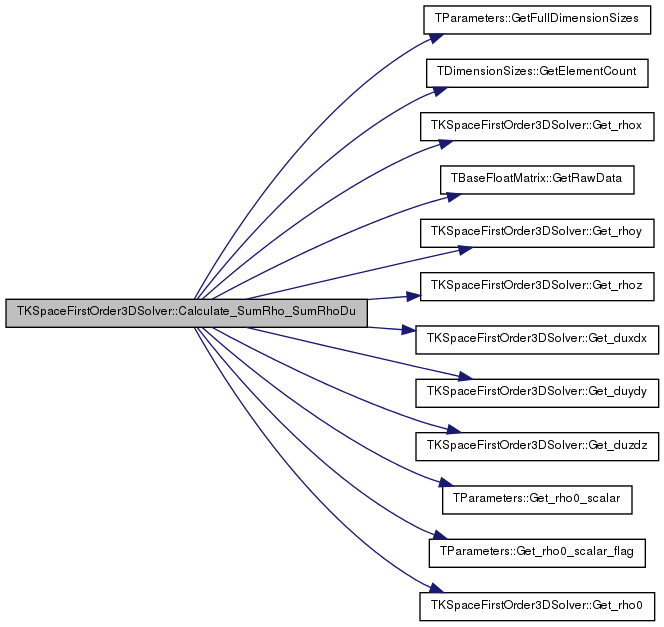 TParameters::GetFullDimensionSizes
TDimensionSizes::GetElementCount
TKSpaceFirstOrder3DSolver::Get_rhox
TBaseFloatMatrix::GetRawData
TKSpaceFirstOrder3DSolver::Get_rhoy
TKSpaceFirstOrder3DSolver::Get_rhoz
TKSpaceFirstOrder3DSolver::Calculate_SumRho_SumRhoDu
TKSpaceFirstOrder3DSolver::Get_duxdx
TKSpaceFirstOrder3DSolver::Get_duydy
TKSpaceFirstOrder3DSolver::Get_duzdz
TParameters::Get_rho0_scalar
TParameters::Get_rho0_scalar_flag
TKSpaceFirstOrder3DSolver::Get_rho0